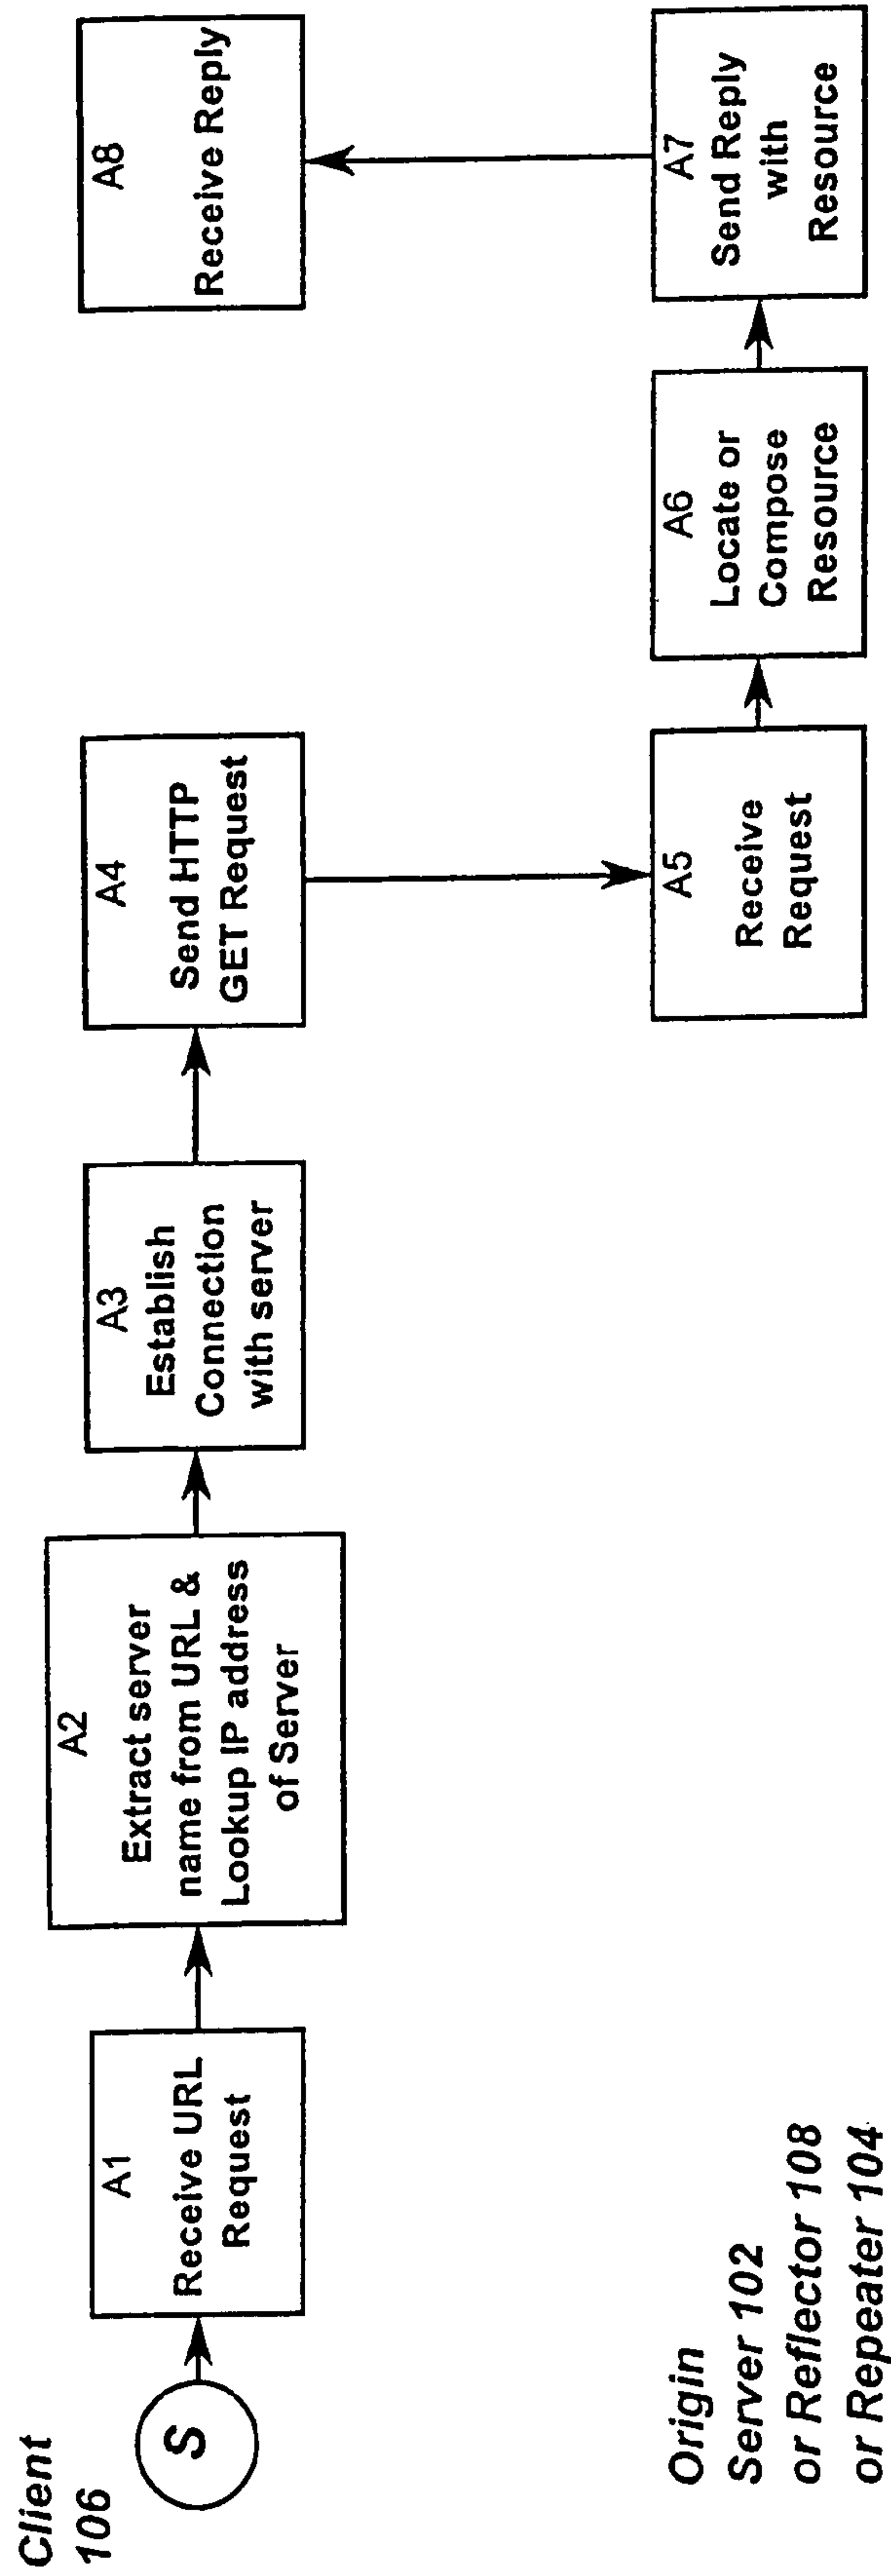 Client
106
S
A1
Receive URL
Request
A2
Extract server
name from URL &
Lookup IP address
of Server
A3
Establish
Connection
with server
A4
Send HTTP
GET Request
A8
Receive Reply
Origin
Server 102
or Reflector 108
or Repeater 104
A5
Receive
Request
A6
Locate or
Compose
Resource
A7
Send Reply
with
Resource